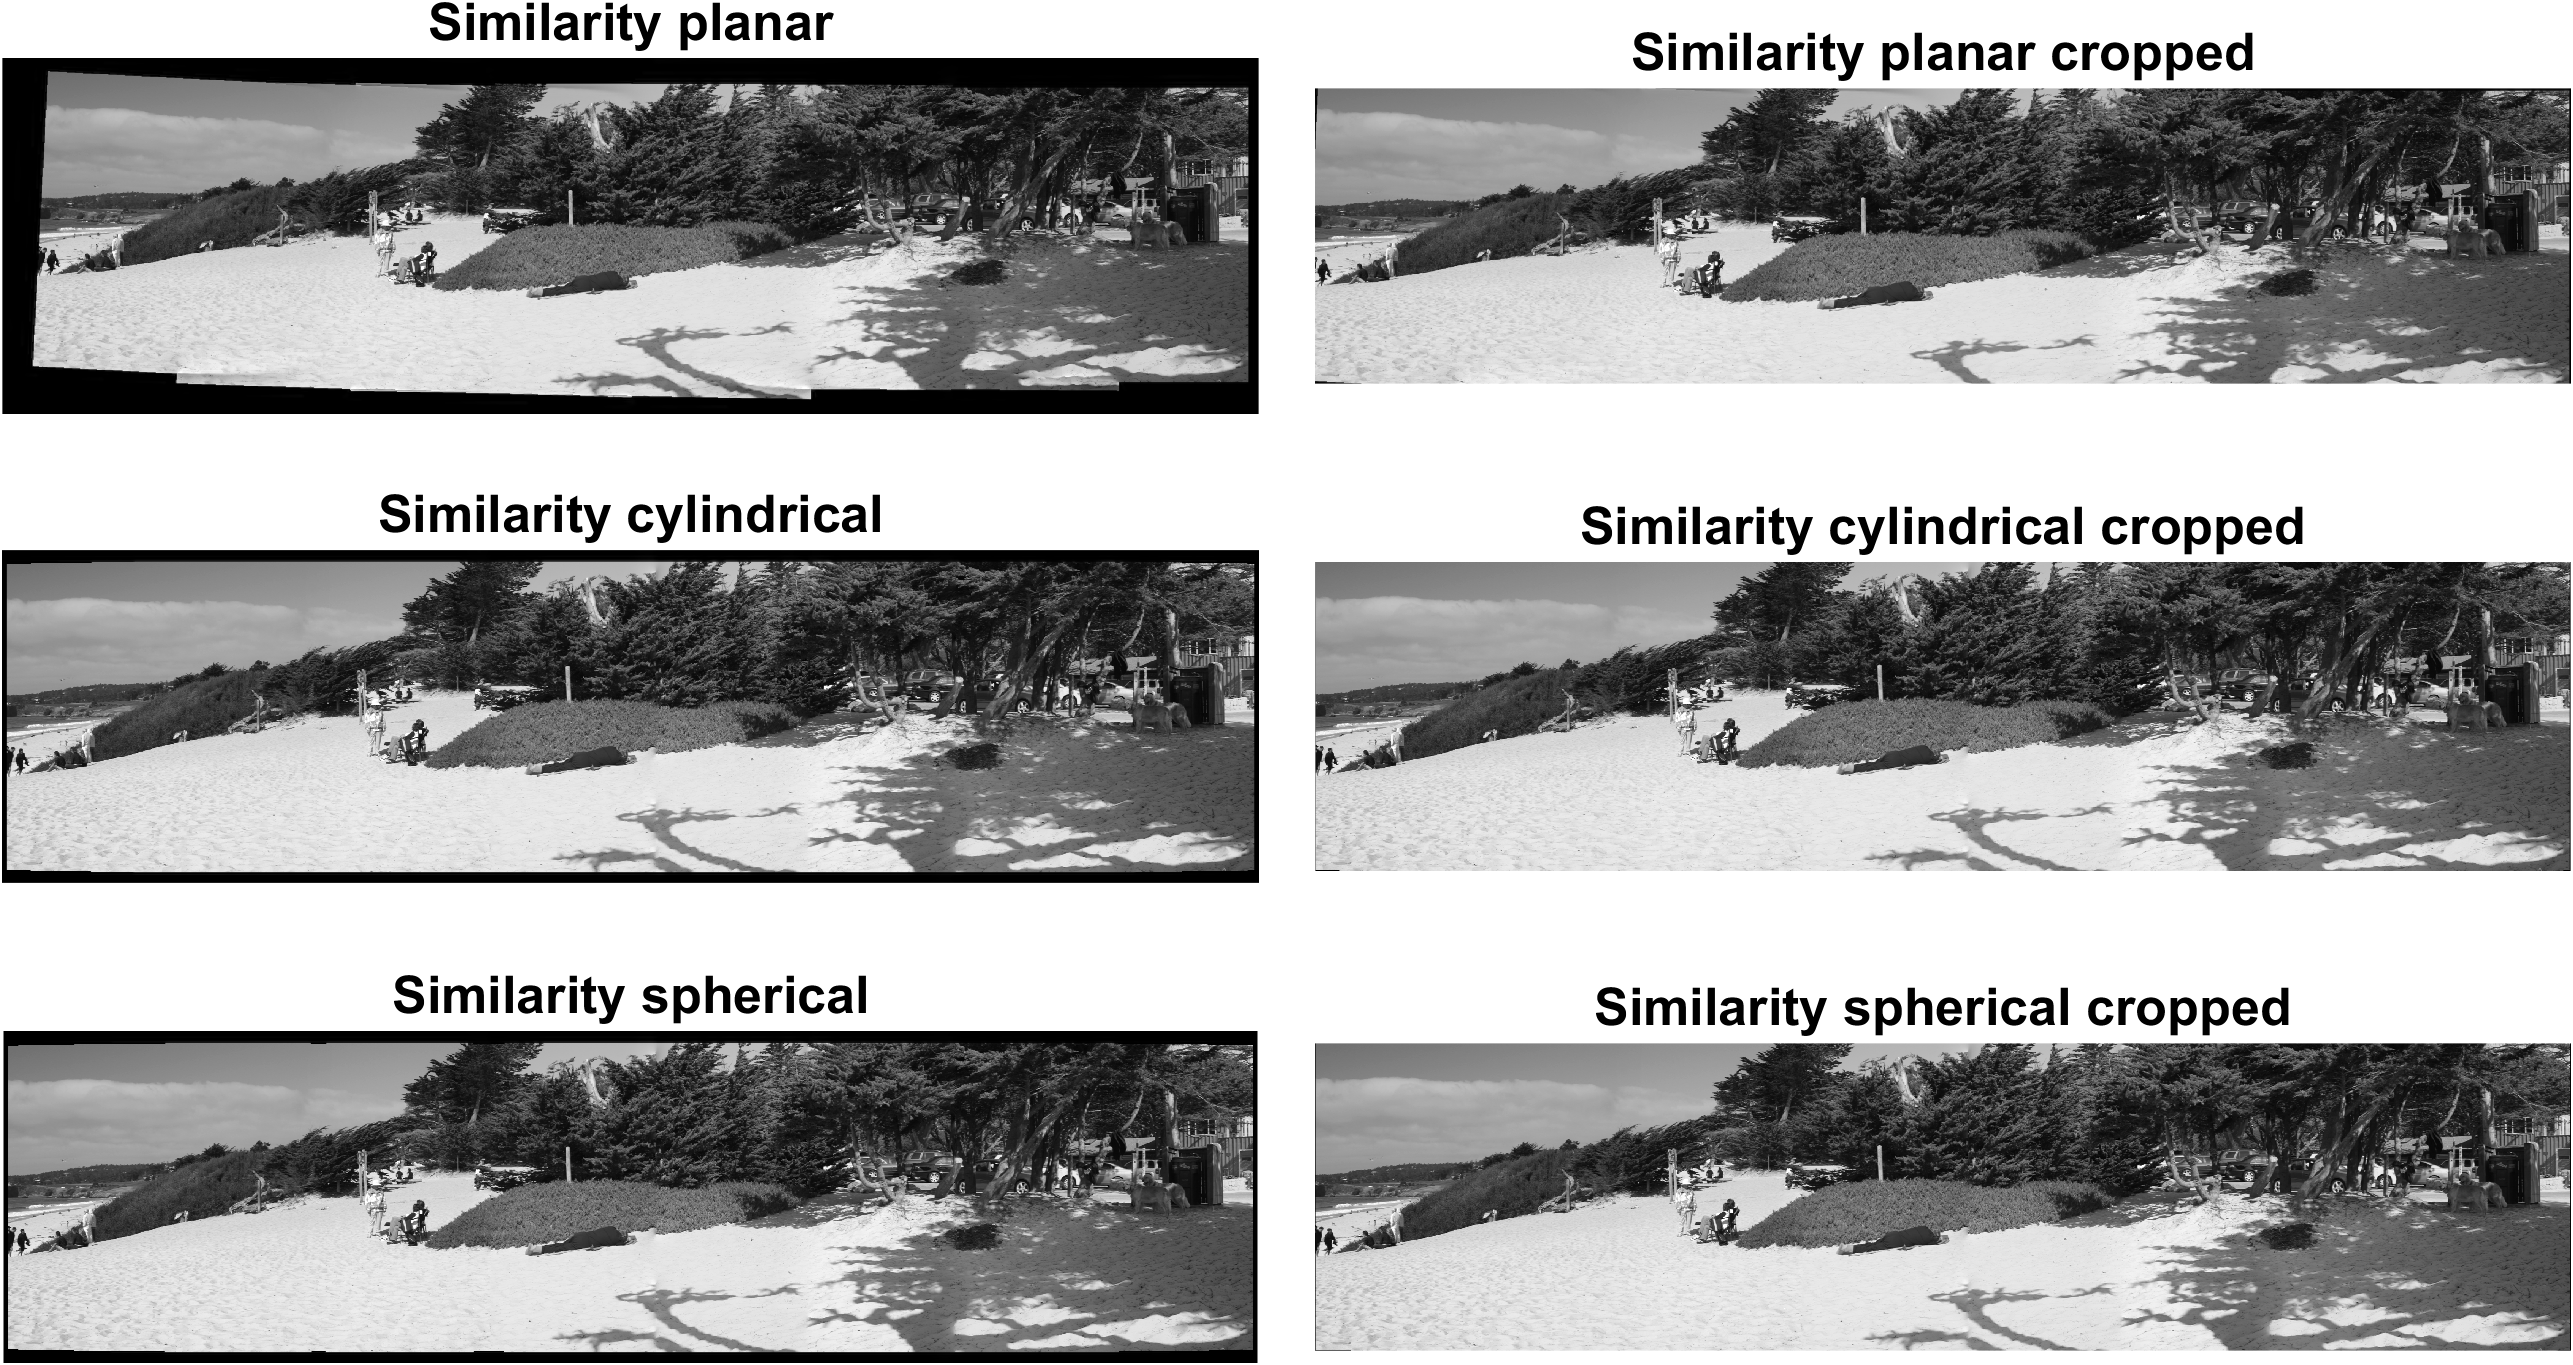 Similarity planar
Similarity planar cropped
Similarity cylindrical
Similarity cylindrical cropped
Similarity spherical
Similarity spherical cropped